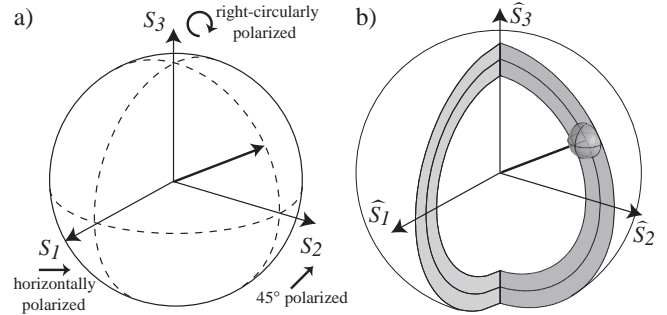 a)
S3
right-circularly
polarized
S1
horizontally
polarized
S2
45° polarized
b)
Ŝ3
Ŝ1
Ŝ2